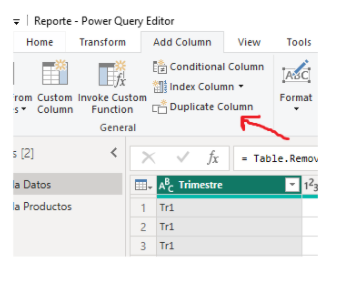 Reporte - Power Query Editor
Home Transform Add Column View Tools
Conditional Column
Index Column
Duplicate Column
rom Custom Invoke Custom Format
s Column Function
General
s [2] fx = Table.Remov
la Datos ABC Trimestre 123
la Productos 1 Tr1
2 Tr1
3 Tr1